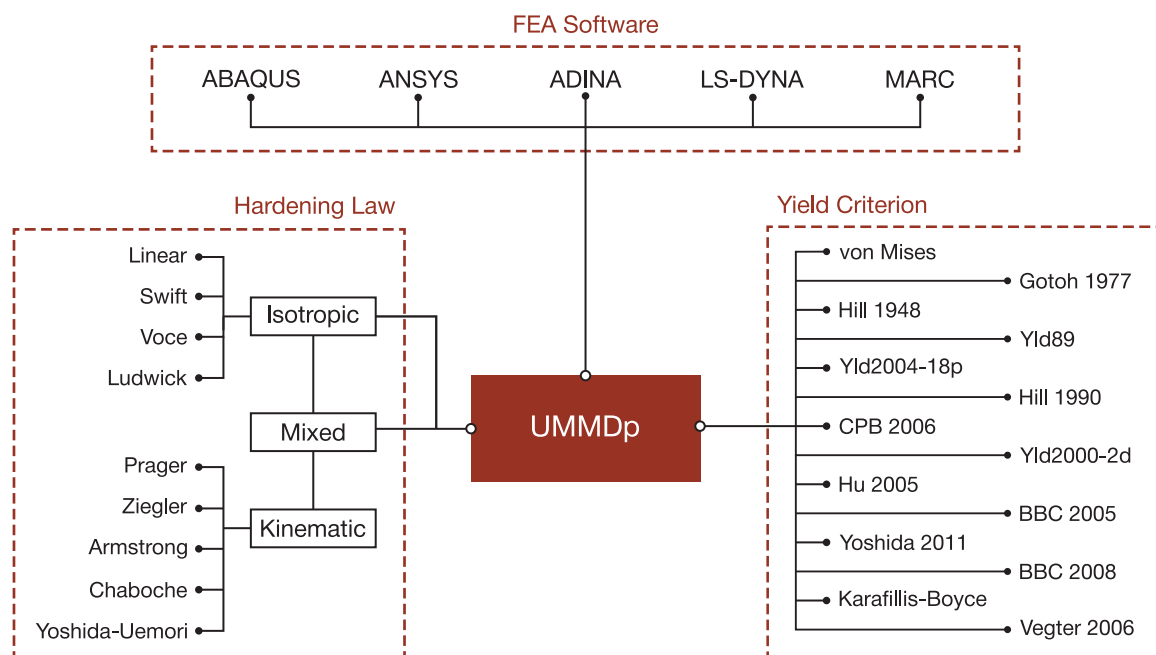 FEA Software
ABAQUS ANSYS ADINA LS-DYNA MARC
Hardening Law
Linear
Swift
Voce
Ludwick
Isotropic
Mixed
Kinematic
Prager
Ziegler
Armstrong
Chaboche
Yoshida-Uemori
UMMDp
Yield Criterion
von Mises
Gotoh 1977
Hill 1948
Yld89
Yld2004-18p
Hill 1990
CPB 2006
Yld2000-2d
Hu 2005
BBC 2005
Yoshida 2011
BBC 2008
Karafillis-Boyce
Vegter 2006